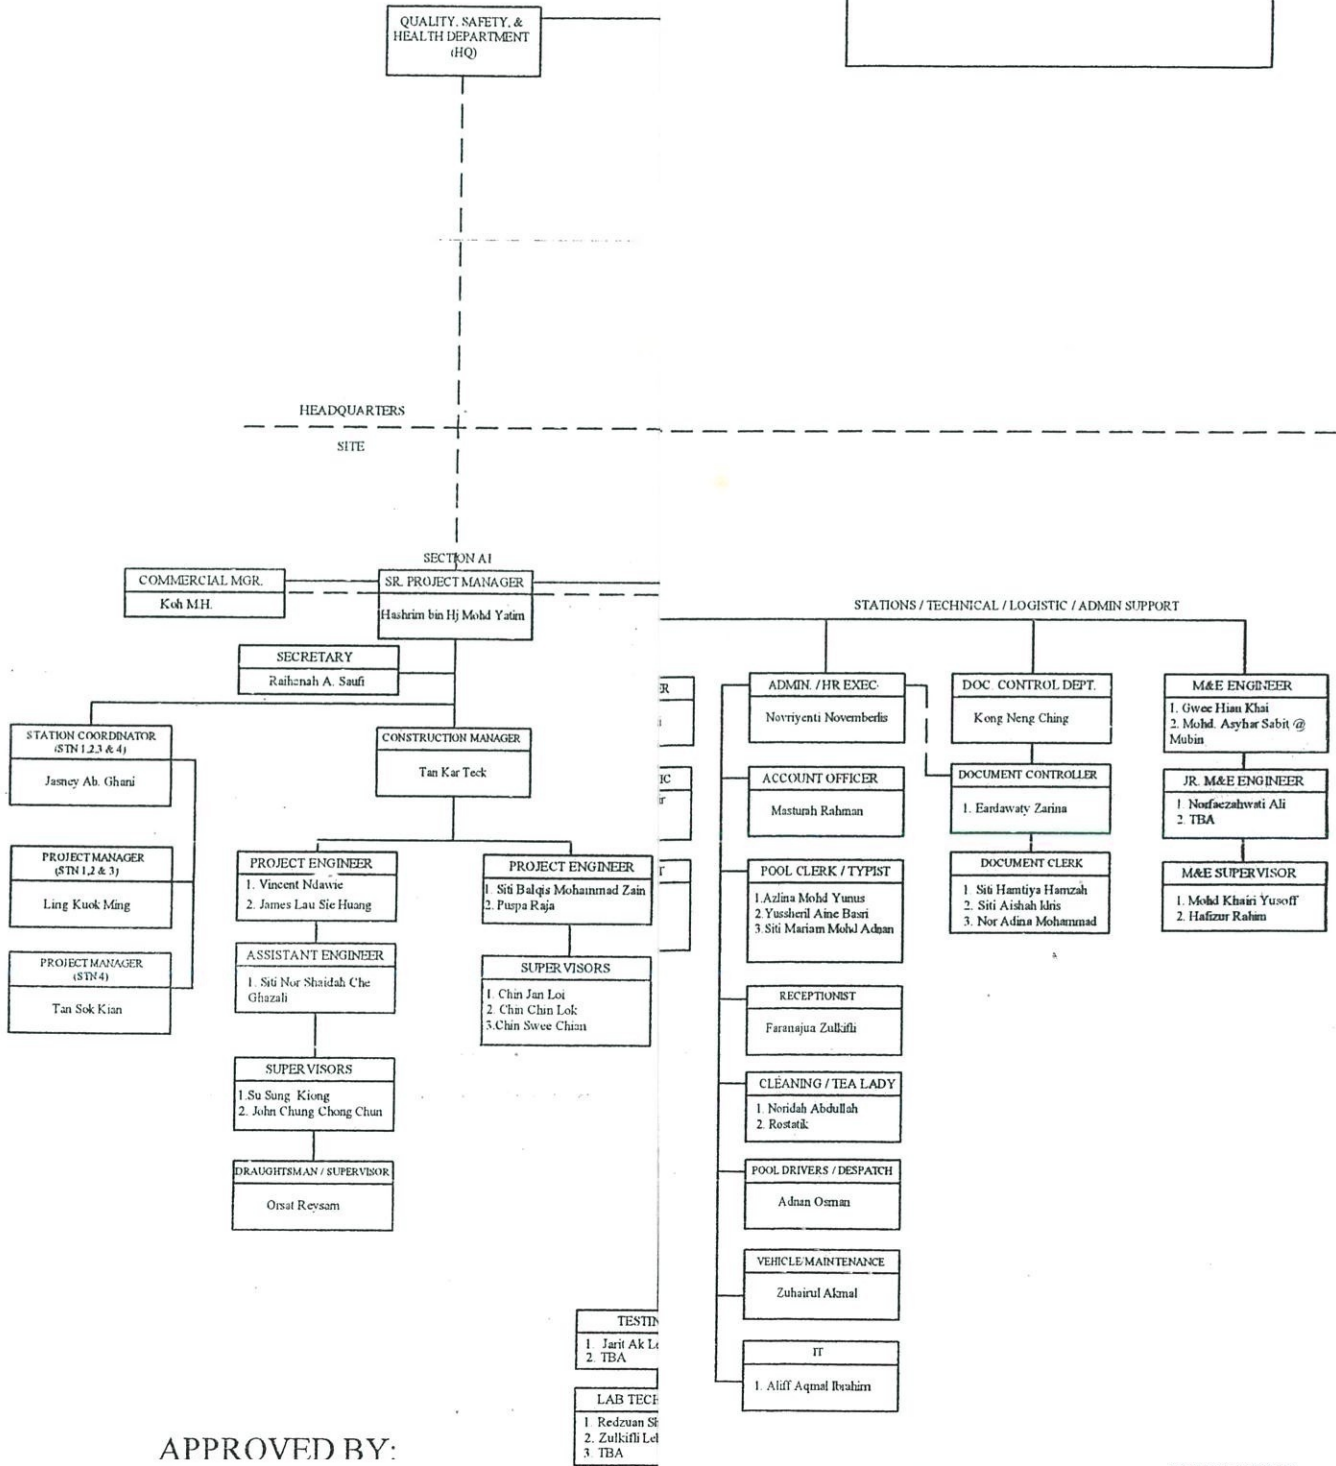 QUALITY, SAFETY, &
HEALTH DEPARTMENT
(HQ)
HEADQUARTERS
SITE
SECTION A1
COMMERCIAL MGR.
Koh M.H.
SR. PROJECT MANAGER
Hashrim bin Hj Mohd Yatim
SECRETARY
Raihanah A. Saufi
STATION COORDINATOR
(STN 1,2,3 & 4)
Jasney Ab. Ghani
PROJECT MANAGER
(STN 1,2 & 3)
Ling Kuok Ming
PROJECT MANAGER
(STN 4)
Tan Sok Kian
CONSTRUCTION MANAGER
Tan Kar Teck
PROJECT ENGINEER
1. Vincent Ndawie
2. James Lau Sie Huang
ASSISTANT ENGINEER
1. Siti Nor Shaidah Che
Ghazali
SUPERVISORS
1.Su Sung Kiong
2. John Chung Chong Chun
DRAUGHTSMAN / SUPERVISOR
Orsat Reysam
PROJECT ENGINEER
1. Siti Balqis Mohammad Zain
2. Puspa Raja
SUPERVISORS
1. Chin Jan Loi
2. Chin Chin Lok
3.Chin Swee Chian
TESTIN
1. Jarit Ak Le
2. TBA
LAB TECH
1. Redzuan Sh
2. Zulkifli Leh
3. TBA
STATIONS / TECHNICAL / LOGISTIC / ADMIN SUPPORT
ADMIN. / HR EXEC.
Novriyenti Novemberlis
ACCOUNT OFFICER
Masturah Rahman
POOL CLERK / TYPIST
1.Azlina Mohd Yunus
2.Yussheril Aine Basri
3.Siti Mariam Mohd Adnan
RECEPTIONIST
Faranajua Zulkifli
CLEANING / TEA LADY
1. Noridah Abdullah
2. Rostatik
POOL DRIVERS / DESPATCH
Adnan Osman
VEHICLE/MAINTENANCE
Zuhairul Akmal
IT
1. Aliff Aqmal Ibrahim
DOC. CONTROL DEPT.
Kong Neng Ching
DOCUMENT CONTROLLER
1. Eardawaty Zarina
DOCUMENT CLERK
1. Siti Hamtiya Hamzah
2. Siti Aishah Idris
3. Nor Adina Mohammad
M&E ENGINEER
1. Gwee Hian Khai
2. Mohd. Asyhar Sabit @
Mubin
JR. M&E ENGINEER
1. Norfaezahwati Ali
2. TBA
M&E SUPERVISOR
1. Mohd Khairi Yusoff
2. Hafizur Rahim
APPROVED BY: